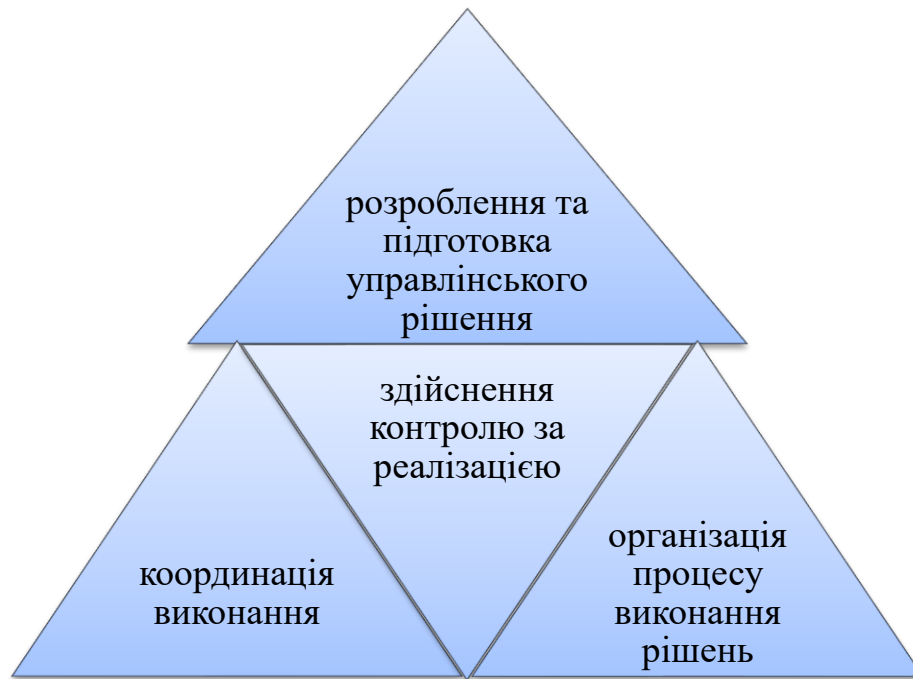 розроблення та
підготовка
управлінського
рішення
здійснення
контролю за
реалізацією
координація
виконання
організація
процесу
виконання
рішень